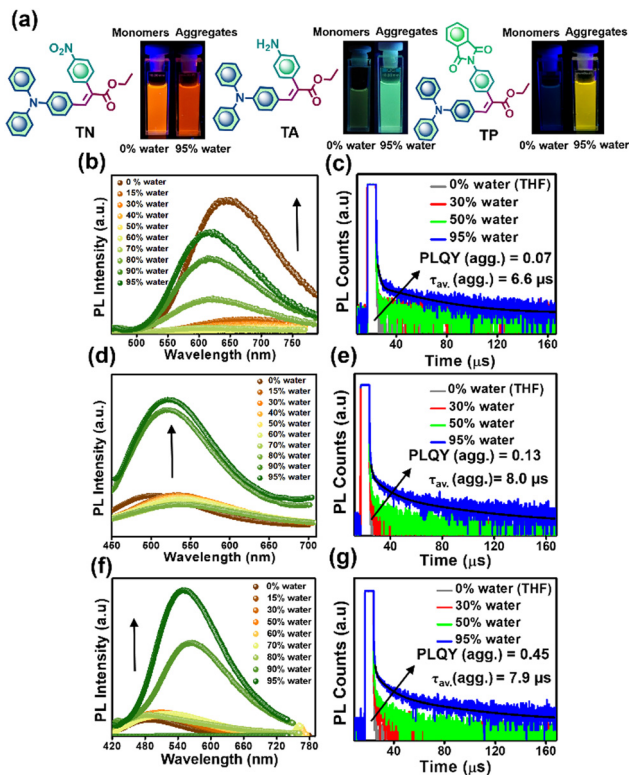 (a)
Monomers Aggregates
NO₂
O
O
N
TN
0% water 95% water
H₂N
O
O
N
TA
Monomers Aggregates
0% water 95% water
O
N
O
O
O
N
TP
Monomers Aggregates
0% water 95% water
(b)
PL Intensity (a.u.)
0 % water
15% water
30% water
40% water
50% water
60% water
70% water
80% water
90% water
95% water
500 550 600 650 700 750
Wavelength (nm)
(c)
PL Counts (a.u)
0% water (THF)
30% water
50% water
95% water
PLQY (agg.) = 0.07
τav. (agg.) = 6.6 μs
40 80 120 160
Time (μs)
(d)
PL Intensity (a.u.)
0% water
15% water
30% water
40% water
50% water
60% water
70% water
80% water
90% water
95% water
460 500 550 600 650 700
Wavelength (nm)
(e)
PL Counts (a.u)
0% water (THF)
30% water
50% water
95% water
PLQY (agg.) = 0.13
τav. (agg.)= 8.0 μs
40 80 120 160
Time (μs)
(f)
PL Intensity (a.u.)
0% water
15% water
30% water
50% water
60% water
70% water
80% water
90% water
95% water
420 480 540 600 660 720 780
Wavelength (nm)
(g)
PL Counts (a.u)
0% water (THF)
30% water
50% water
95% water
PLQY (agg.) = 0.45
τav. (agg.) = 7.9 μs
40 80 120 160
Time (μs)